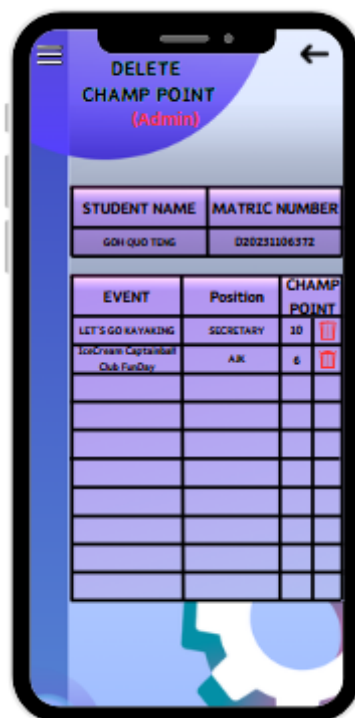 DELETE
CHAMP POINT
(Admin)
STUDENT NAME MATRIC NUMBER
GOH QUO TENG D20231106372
EVENT Position CHAMP POINT
LET'S GO KAYAKING SECRETARY 10
IceCream Captainball
Club FunDay AJK 6